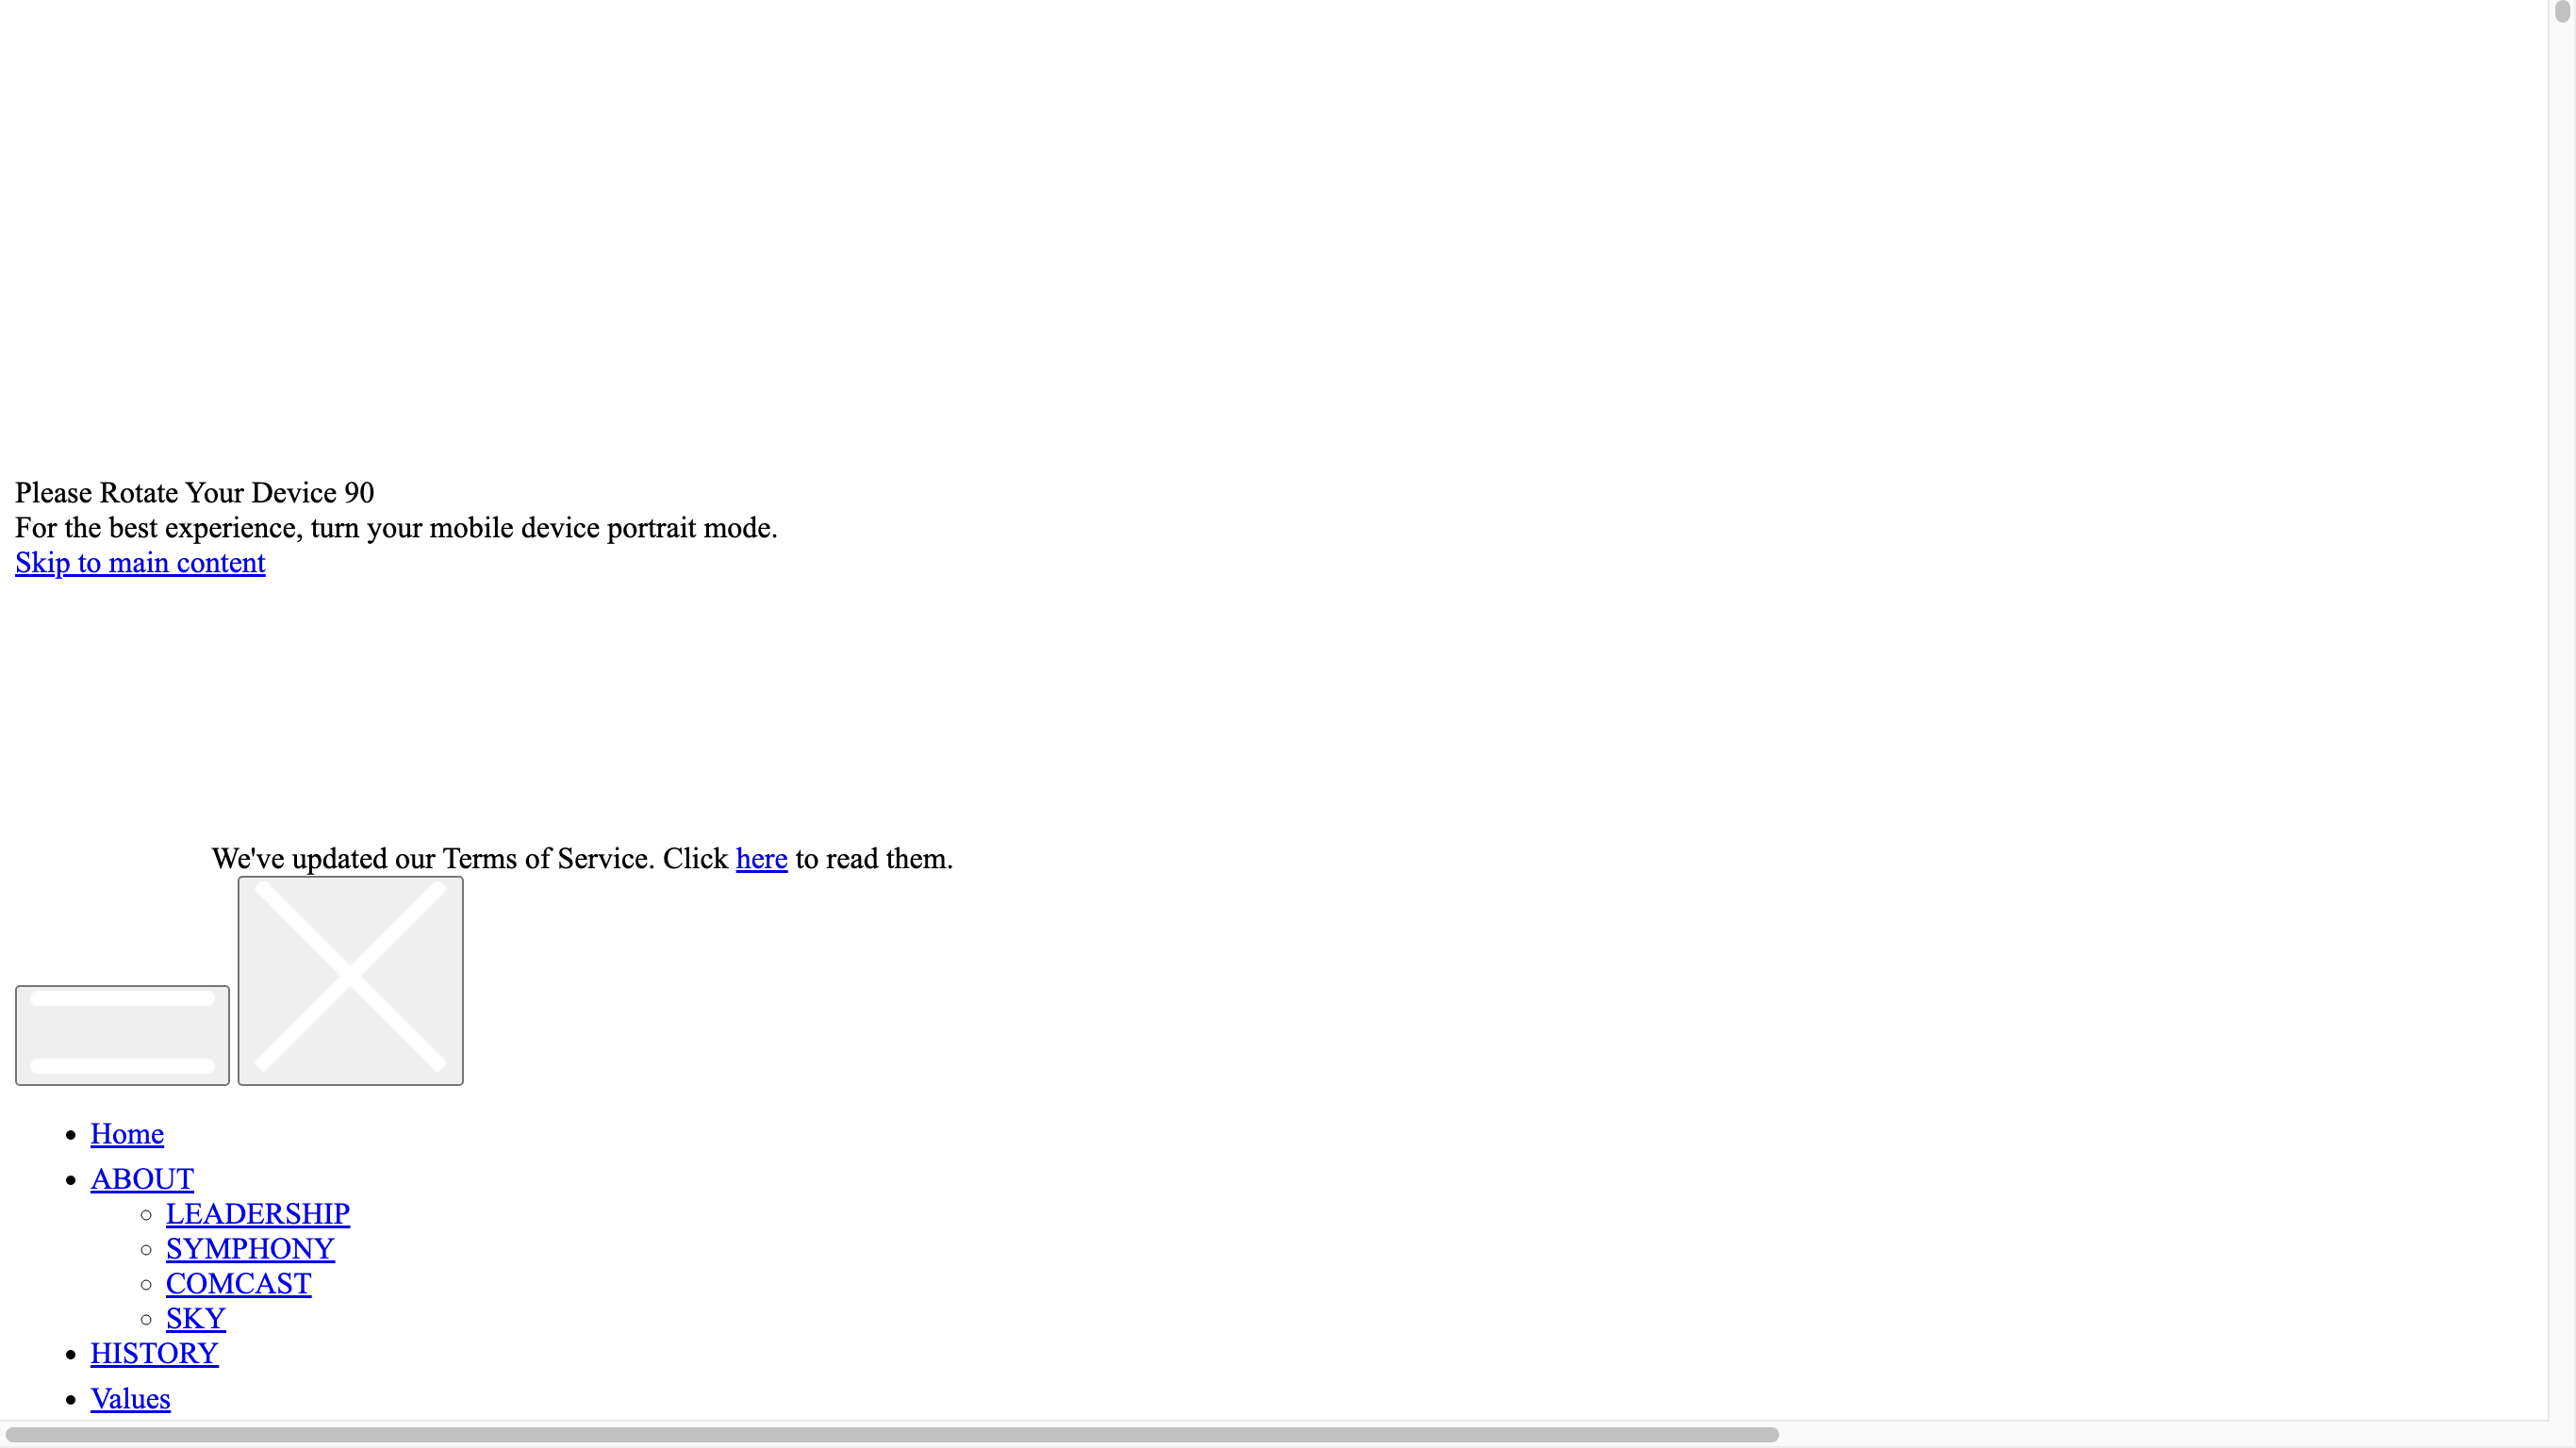 Please Rotate Your Device 90
For the best experience, turn your mobile device portrait mode.
Skip to main content
We've updated our Terms of Service. Click here to read them.
Home
ABOUT
LEADERSHIP
SYMPHONY
COMCAST
SKY
HISTORY
Values